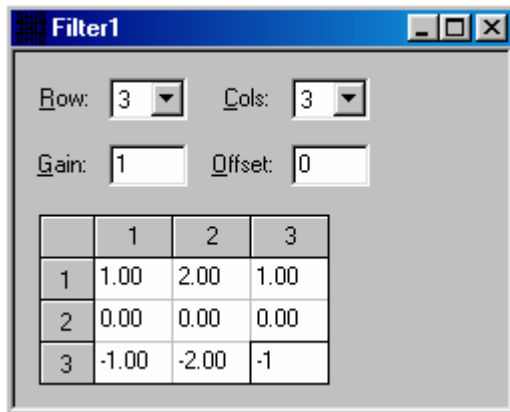 Filter1
Row: 3 Cols: 3
Gain: 1 Offset: 0
1 2 3
1 1.00 2.00 1.00
2 0.00 0.00 0.00
3 -1.00 -2.00 -1